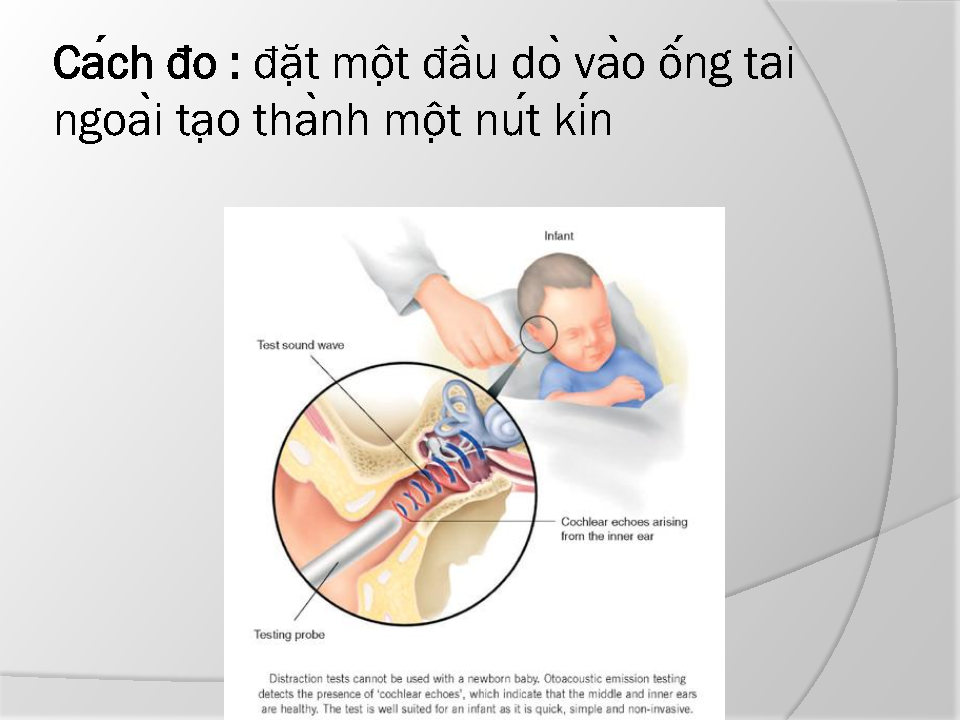 Cách đo : đặt một đầu dò vào ống tai
ngoài tạo thành một nút kín
Infant
Test sound wave
Cochlear echoes arising
from the inner ear
Testing probe
Distraction tests cannot be used with a newborn baby. Otoacoustic emission testing
detects the presence of ‘cochlear echoes’, which indicate that the middle and inner ears
are healthy. The test is well suited for an infant as it is quick, simple and non-invasive.